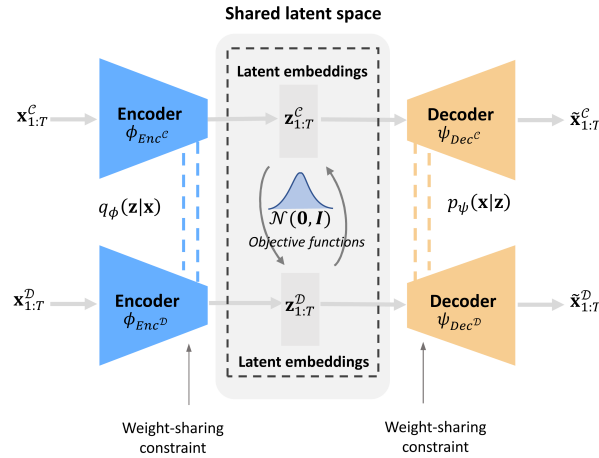 Shared latent space
Latent embeddings
𝐱^𝒞_{1:T}
Encoder
ϕ_{Enc^𝒞}
𝐳^𝒞_{1:T}
Decoder
ψ_{Dec^𝒞}
𝐱̃^𝒞_{1:T}
q_ϕ(𝐳|𝐱)
𝒩(𝟎, 𝑰)
Objective functions
p_ψ(𝐱|𝐳)
𝐱^𝒟_{1:T}
Encoder
ϕ_{Enc^𝒟}
𝐳^𝒟_{1:T}
Decoder
ψ_{Dec^𝒟}
𝐱̃^𝒟_{1:T}
Latent embeddings
Weight-sharing
constraint
Weight-sharing
constraint